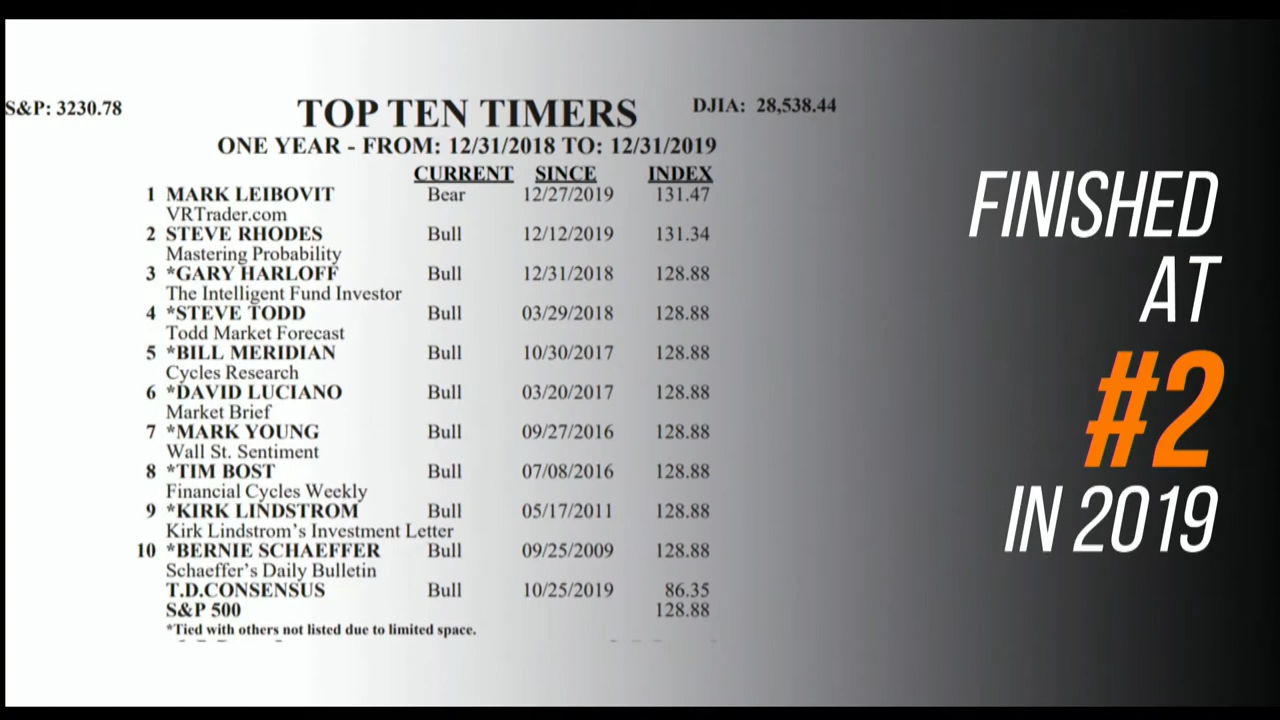 S&P: 3230.78 TOP TEN TIMERS DJIA: 28,538.44
ONE YEAR - FROM: 12/31/2018 TO: 12/31/2019
CURRENT SINCE INDEX
1 MARK LEIBOVIT Bear 12/27/2019 131.47
VRTrader.com
2 STEVE RHODES Bull 12/12/2019 131.34
Mastering Probability
3 *GARY HARLOFF Bull 12/31/2018 128.88
The Intelligent Fund Investor
4 *STEVE TODD Bull 03/29/2018 128.88
Todd Market Forecast
5 *BILL MERIDIAN Bull 10/30/2017 128.88
Cycles Research
6 *DAVID LUCIANO Bull 03/20/2017 128.88
Market Brief
7 *MARK YOUNG Bull 09/27/2016 128.88
Wall St. Sentiment
8 *TIM BOST Bull 07/08/2016 128.88
Financial Cycles Weekly
9 *KIRK LINDSTROM Bull 05/17/2011 128.88
Kirk Lindstrom's Investment Letter
10 *BERNIE SCHAEFFER Bull 09/25/2009 128.88
Schaeffer's Daily Bulletin
T.D.CONSENSUS Bull 10/25/2019 86.35
S&P 500 128.88
*Tied with others not listed due to limited space.
FINISHED
AT
#2
IN 2019